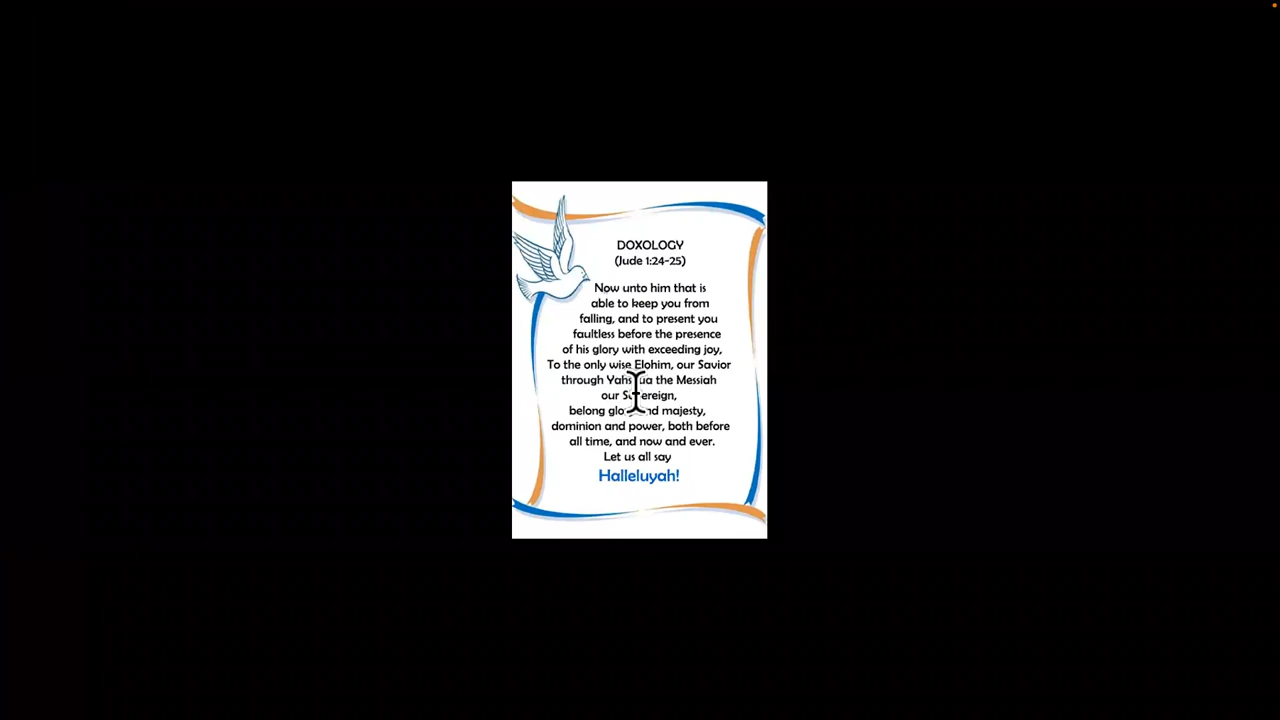 DOXOLOGY
(Jude 1:24-25)
Now unto him that is
able to keep you from
falling, and to present you
faultless before the presence
of his glory with exceeding joy,
To the only wise Elohim, our Savior
through the Messiah
our
belong majesty,
dominion and power, both before
all time, and now and ever.
Let us all say
Halleluyah!